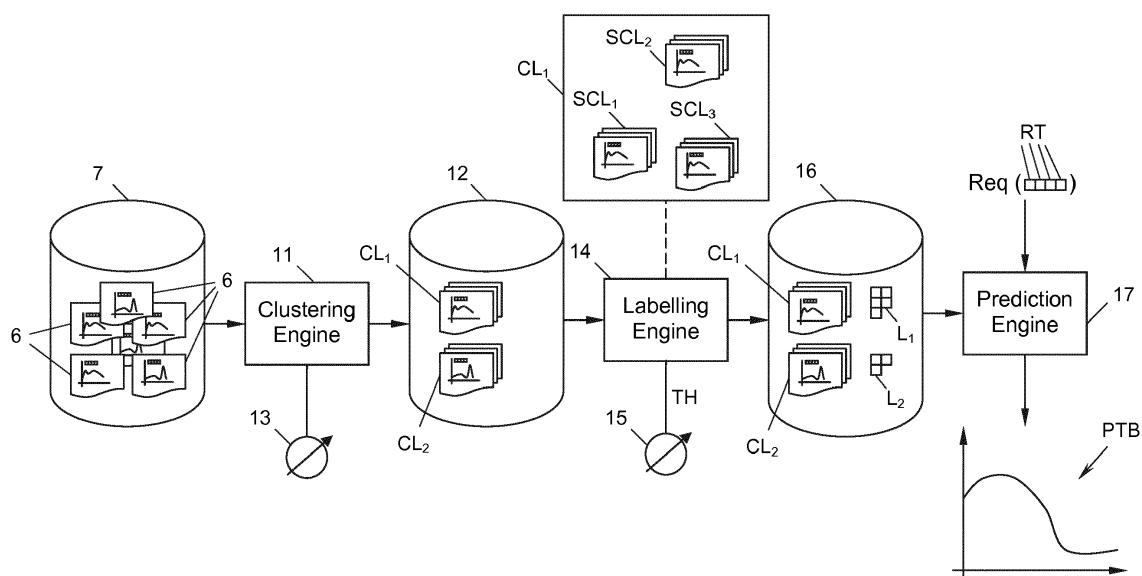 SCL₂
CL₁
SCL₁
SCL₃
RT
Req ( )
7
12
16
11
14
CL₁
CL₁
6
6
Clustering
Engine
Labelling
Engine
Prediction
Engine
17
L₁
L₂
TH
13
15
CL₂
CL₂
PTB